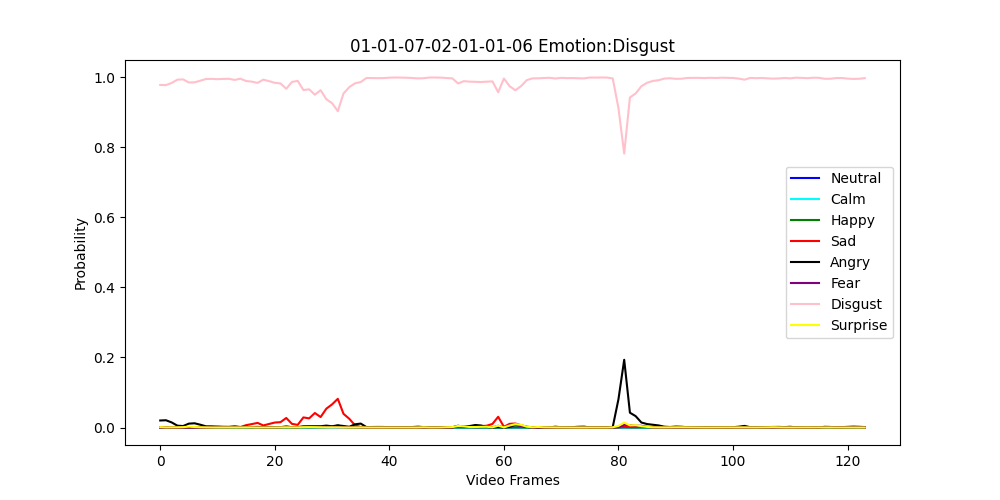 01-01-07-02-01-01-06 Emotion:Disgust
Probability
1.0
0.8
0.6
0.4
0.2
0.0
Neutral
Calm
Happy
Sad
Angry
Fear
Disgust
Surprise
0 20 40 60 80 100 120
Video Frames